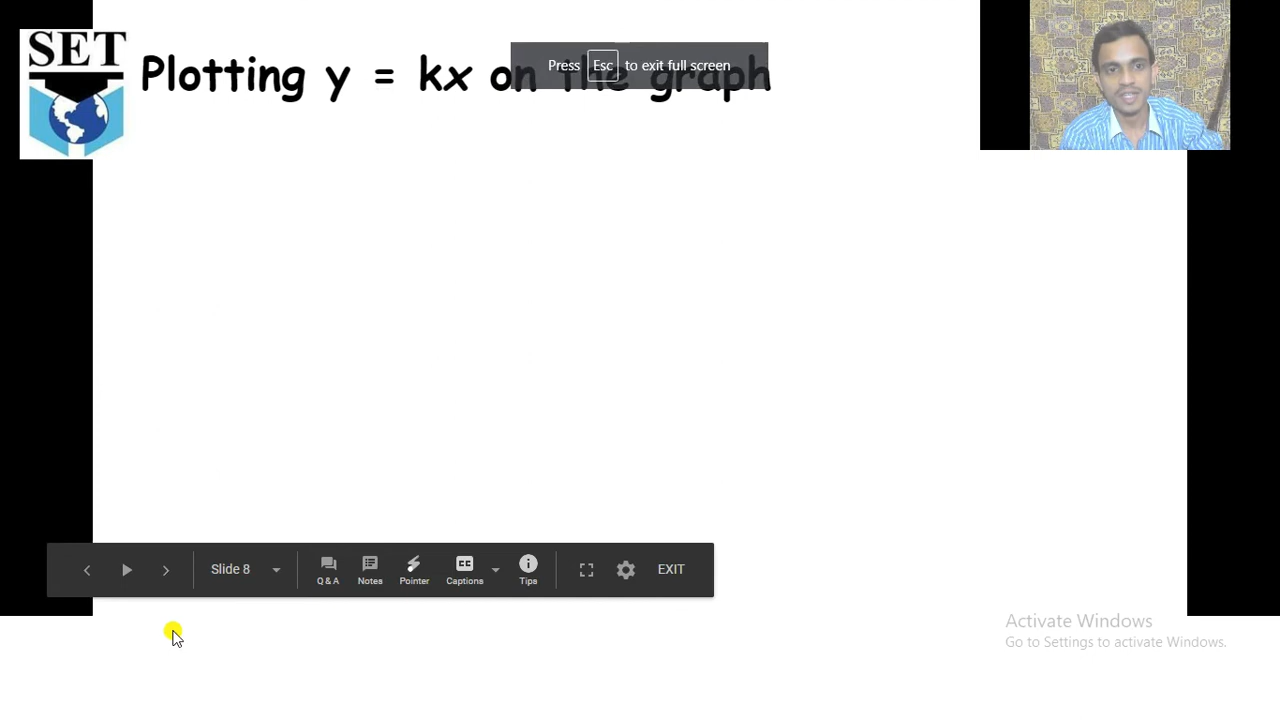 SET
Plotting y = kx on the graph
Press Esc to exit full screen
Slide 8
Q & A
Notes
Pointer
CC
Captions
Tips
EXIT
Activate Windows
Go to Settings to activate Windows.